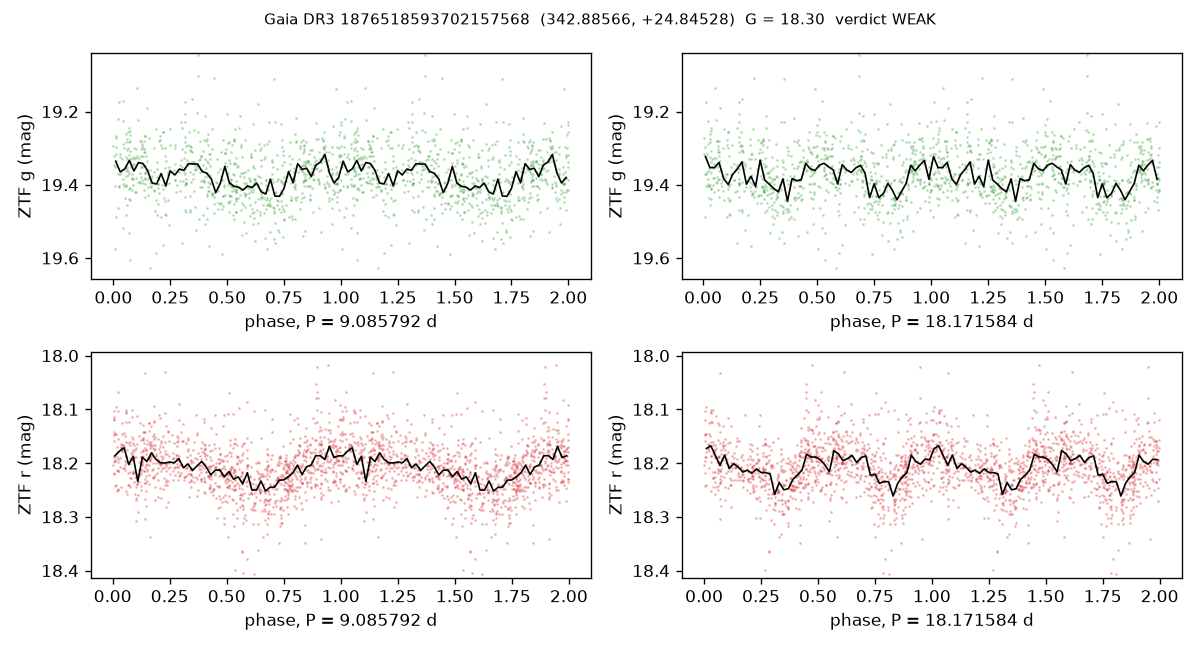 Gaia DR3 1876518593702157568  (342.88566, +24.84528)  G = 18.30  verdict WEAK
ZTF g (mag)
19.2
19.4
19.6
0.00 0.25 0.50 0.75 1.00 1.25 1.50 1.75 2.00
phase, P = 9.085792 d
ZTF g (mag)
19.2
19.4
19.6
0.00 0.25 0.50 0.75 1.00 1.25 1.50 1.75 2.00
phase, P = 18.171584 d
ZTF r (mag)
18.0
18.1
18.2
18.3
18.4
0.00 0.25 0.50 0.75 1.00 1.25 1.50 1.75 2.00
phase, P = 9.085792 d
ZTF r (mag)
18.0
18.1
18.2
18.3
18.4
0.00 0.25 0.50 0.75 1.00 1.25 1.50 1.75 2.00
phase, P = 18.171584 d